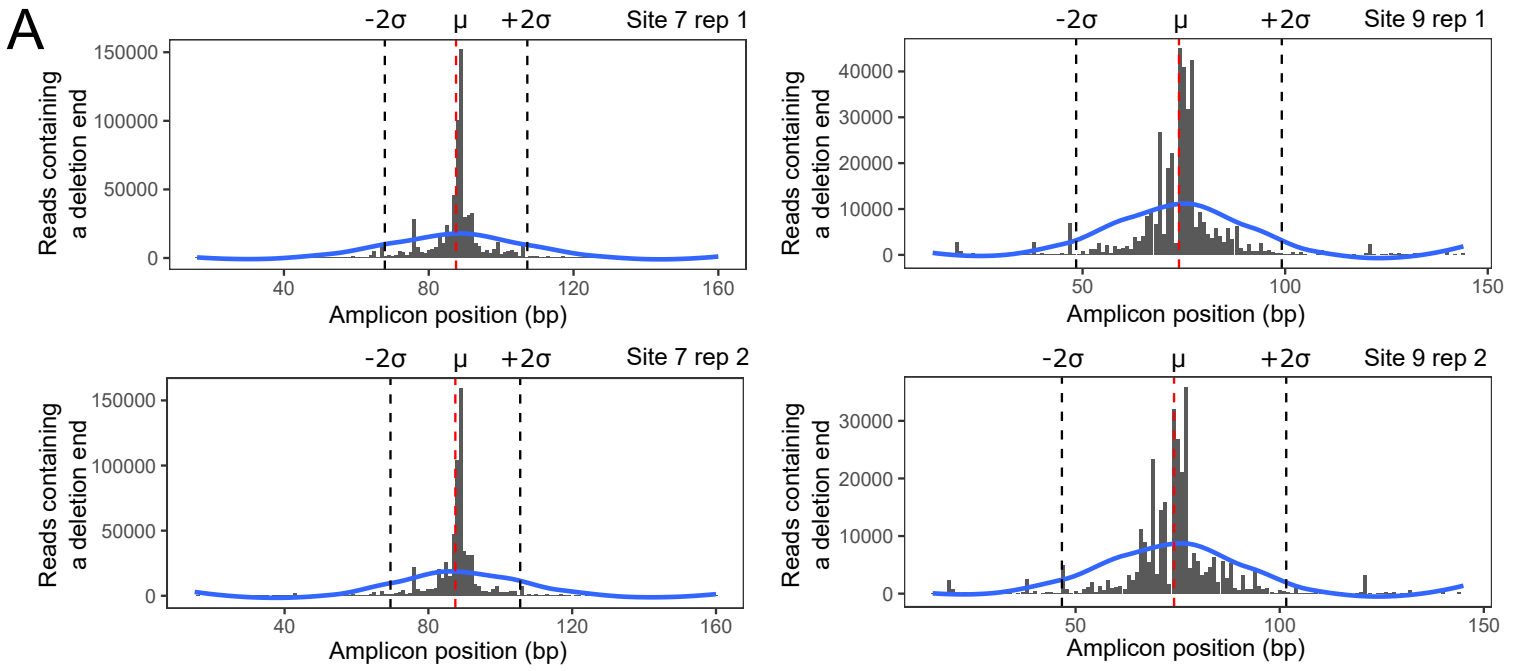 A
-2σ μ +2σ Site 7 rep 1
Reads containing
a deletion end
150000
100000
50000
0
40 80 120 160
Amplicon position (bp)
-2σ μ +2σ Site 9 rep 1
Reads containing
a deletion end
40000
30000
20000
10000
0
50 100 150
Amplicon position (bp)
-2σ μ +2σ Site 7 rep 2
Reads containing
a deletion end
150000
100000
50000
0
40 80 120 160
Amplicon position (bp)
-2σ μ +2σ Site 9 rep 2
Reads containing
a deletion end
30000
20000
10000
0
50 100 150
Amplicon position (bp)